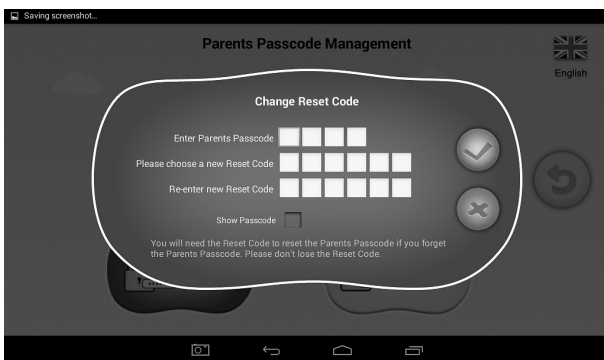 Saving screenshot...
Parents Passcode Management
English
Change Reset Code
Enter Parents Passcode
Please choose a new Reset Code
Re-enter new Reset Code
Show Passcode
You will need the Reset Code to reset the Parents Passcode if you forget
the Parents Passcode. Please don't lose the Reset Code.